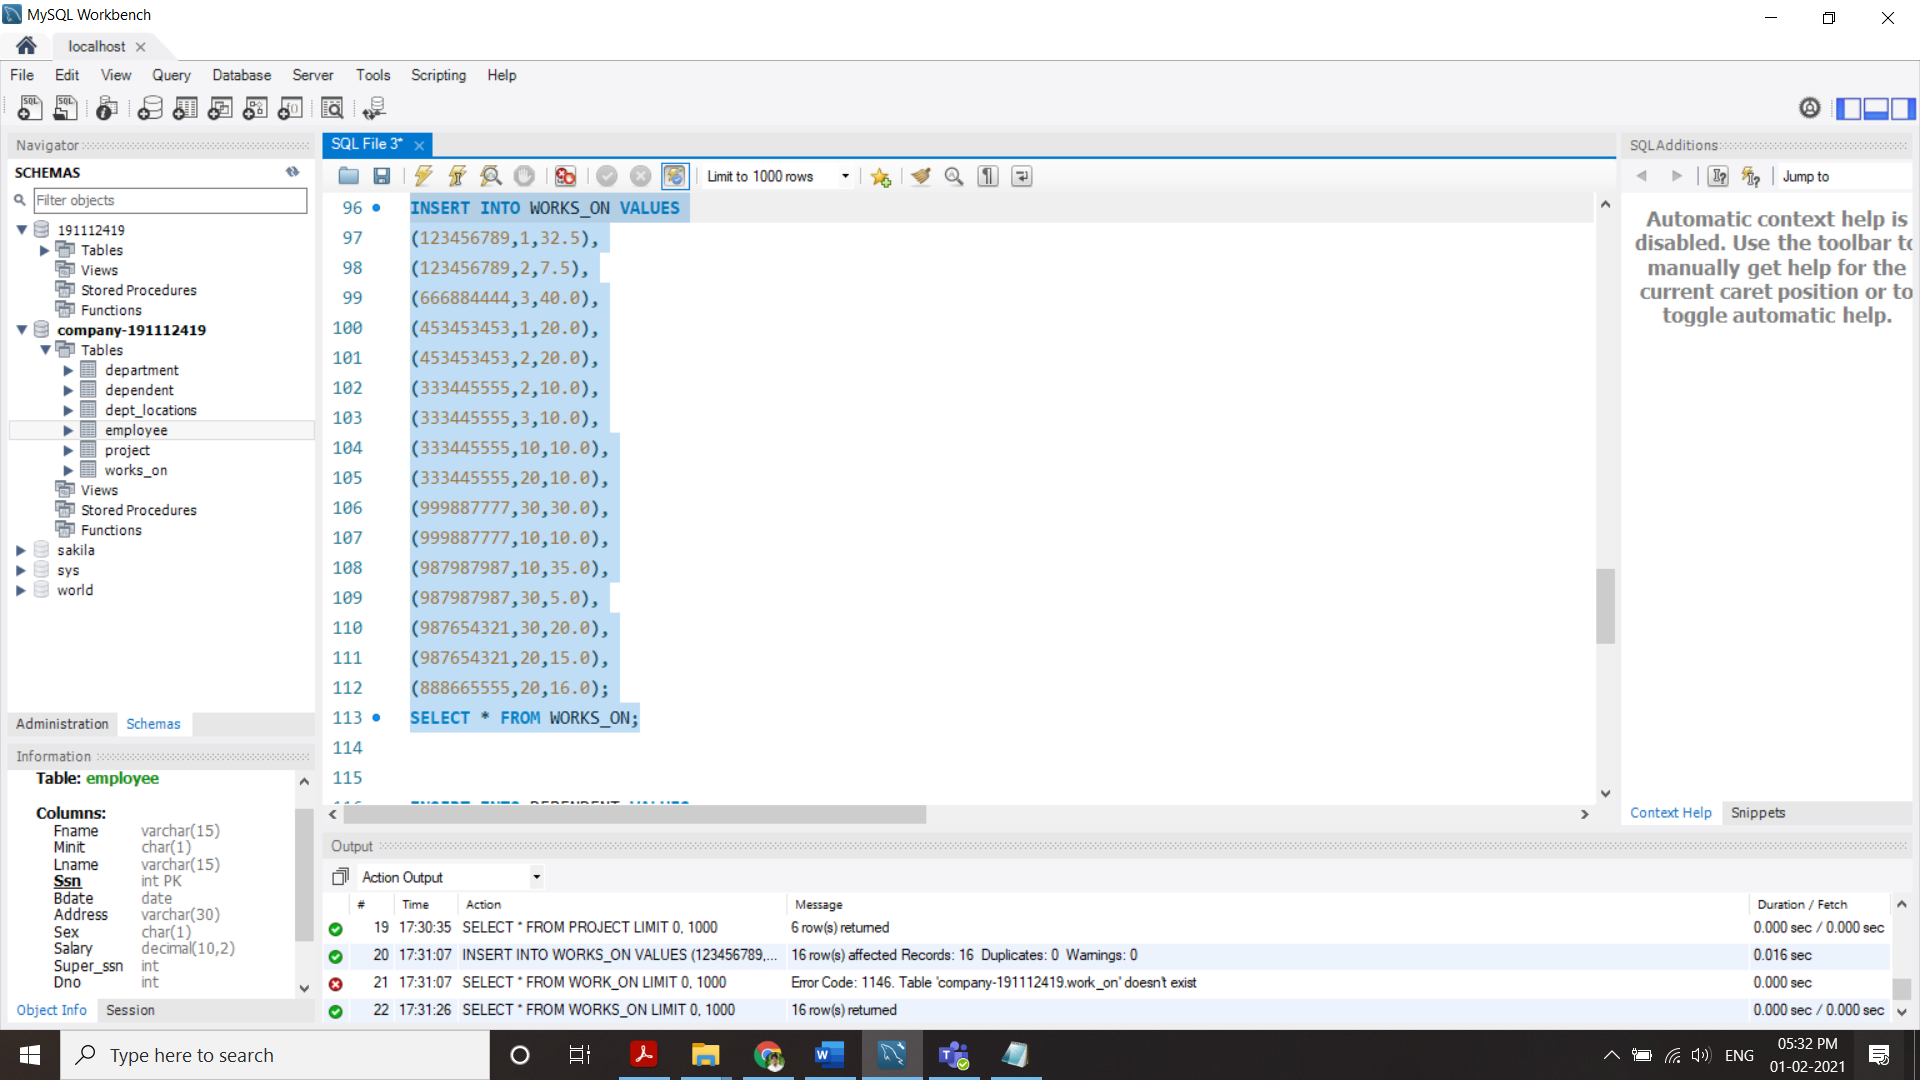 MySQL Workbench
localhost
File Edit View Query Database Server Tools Scripting Help
Navigator
SCHEMAS
Filter objects
191112419
Tables
Views
Stored Procedures
Functions
company-191112419
Tables
department
dependent
dept_locations
employee
project
works_on
Views
Stored Procedures
Functions
sakila
sys
world
Administration Schemas
Information
Table: employee
Columns:
Fname varchar(15)
Minit char(1)
Lname varchar(15)
Ssn int PK
Bdate date
Address varchar(30)
Sex char(1)
Salary decimal(10,2)
Super_ssn int
Dno int
Object Info Session
SQL File 3*
Limit to 1000 rows
96 INSERT INTO WORKS_ON VALUES
97 (123456789,1,32.5),
98 (123456789,2,7.5),
99 (666884444,3,40.0),
100 (453453453,1,20.0),
101 (453453453,2,20.0),
102 (333445555,2,10.0),
103 (333445555,3,10.0),
104 (333445555,10,10.0),
105 (333445555,20,10.0),
106 (999887777,30,30.0),
107 (999887777,10,10.0),
108 (987987987,10,35.0),
109 (987987987,30,5.0),
110 (987654321,30,20.0),
111 (987654321,20,15.0),
112 (888665555,20,16.0);
113 SELECT * FROM WORKS_ON;
114
115
116 INSERT INTO DEPENDENT VALUES
SQLAdditions
Jump to
Automatic context help is
disabled. Use the toolbar to
manually get help for the
current caret position or to
toggle automatic help.
Context Help Snippets
Output
Action Output
# Time Action Message Duration / Fetch
19 17:30:35 SELECT * FROM PROJECT LIMIT 0, 1000 6 row(s) returned 0.000 sec / 0.000 sec
20 17:31:07 INSERT INTO WORKS_ON VALUES (123456789,... 16 row(s) affected Records: 16 Duplicates: 0 Warnings: 0 0.016 sec
21 17:31:07 SELECT * FROM WORK_ON LIMIT 0, 1000 Error Code: 1146. Table 'company-191112419.work_on' doesn't exist 0.000 sec
22 17:31:26 SELECT * FROM WORKS_ON LIMIT 0, 1000 16 row(s) returned 0.000 sec / 0.000 sec
Type here to search
ENG
05:32 PM
01-02-2021